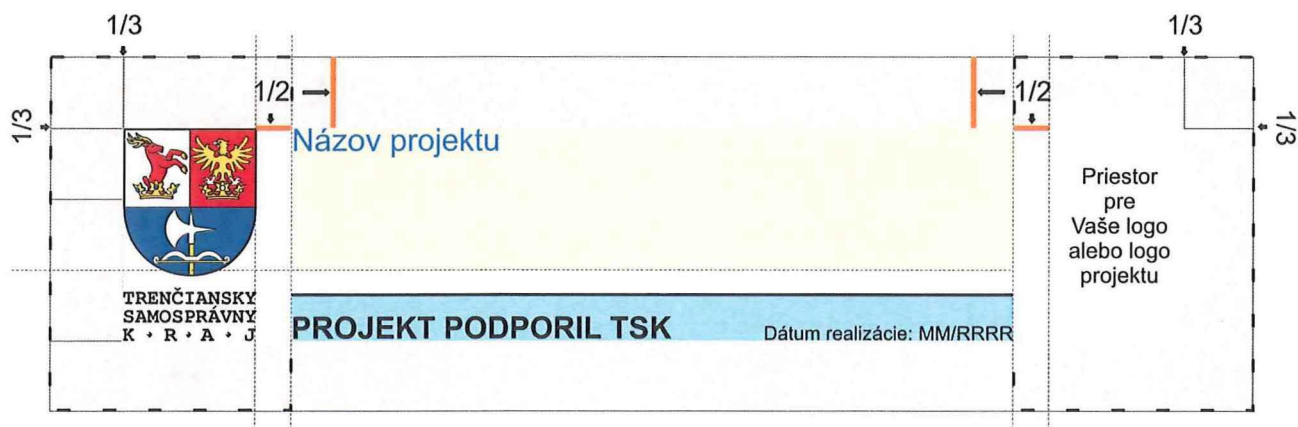 1/3
1/3
1/2
1/2
1/3
1/3
Názov projektu
Priestor
pre
Vaše logo
alebo logo
projektu
TRENČIANSKY
SAMOSPRÁVNY
K • R • A • J
PROJEKT PODPORIL TSK
Dátum realizácie: MM/RRRR